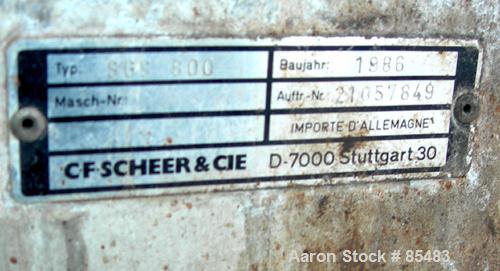 Typ. SGS 800 Baujahr: 1986
Masch-Nr. Auftr.-Nr. 21057849
IMPORTE D'ALLEMAGNE
C·F·SCHEER & CIE D-7000 Stuttgart 30
Aaron Stock # 85483